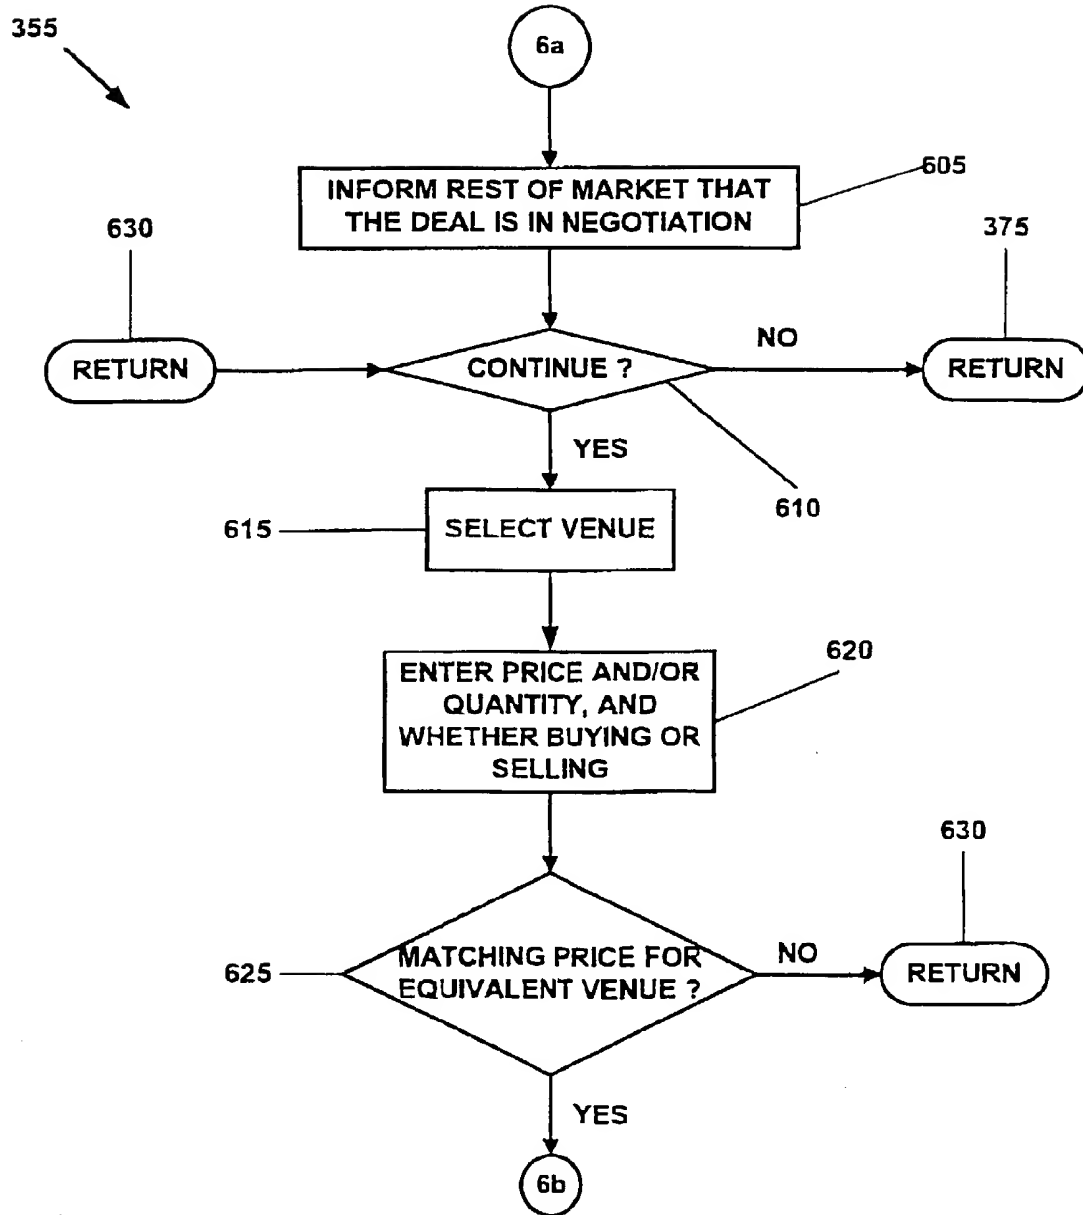 355
6a
INFORM REST OF MARKET THAT
THE DEAL IS IN NEGOTIATION
605
630
375
RETURN
CONTINUE ?
NO
RETURN
YES
610
615
SELECT VENUE
620
ENTER PRICE AND/OR
QUANTITY, AND
WHETHER BUYING OR
SELLING
630
625
MATCHING PRICE FOR
EQUIVALENT VENUE ?
NO
RETURN
YES
6b